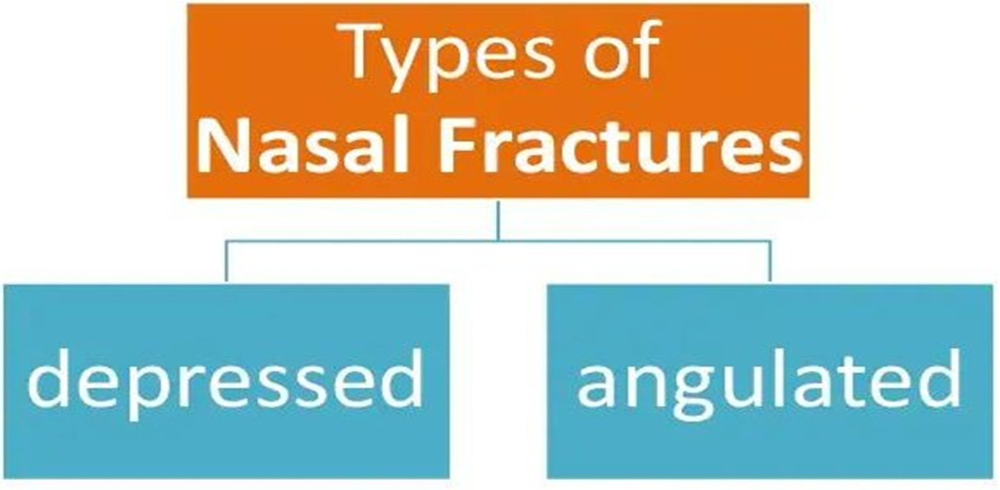 Types of
Nasal Fractures
depressed
angulated